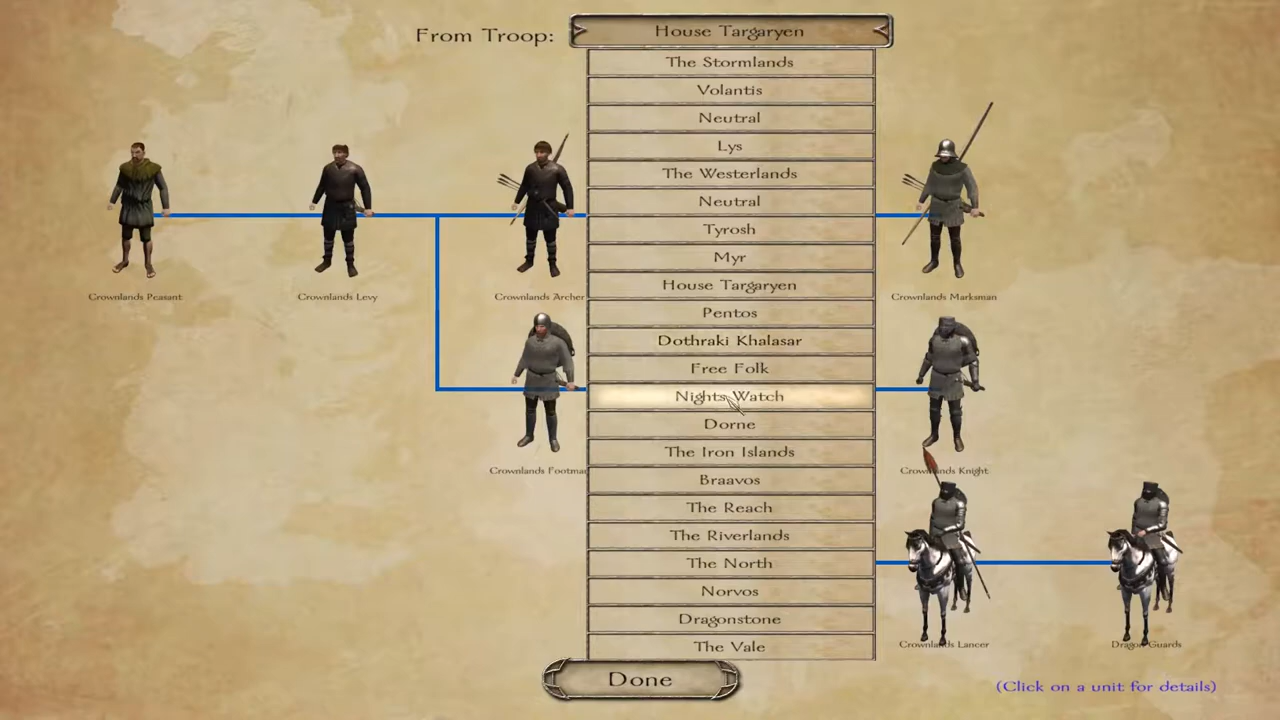 From Troop: House Targaryen
The Stormlands
Volantis
Neutral
Lys
The Westerlands
Neutral
Tyrosh
Myr
House Targaryen
Pentos
Dothraki Khalasar
Free Folk
Nights Watch
Dorne
The Iron Islands
Braavos
The Reach
The Riverlands
The North
Norvos
Dragonstone
The Vale
Crownlands Peasant
Crownlands Levy
Crownlands Archer
Crownlands Marksman
Crownlands Footma
Crownlands Knight
Crownlands Lancer
Dragon Guards
Done
(Click on a unit for details)